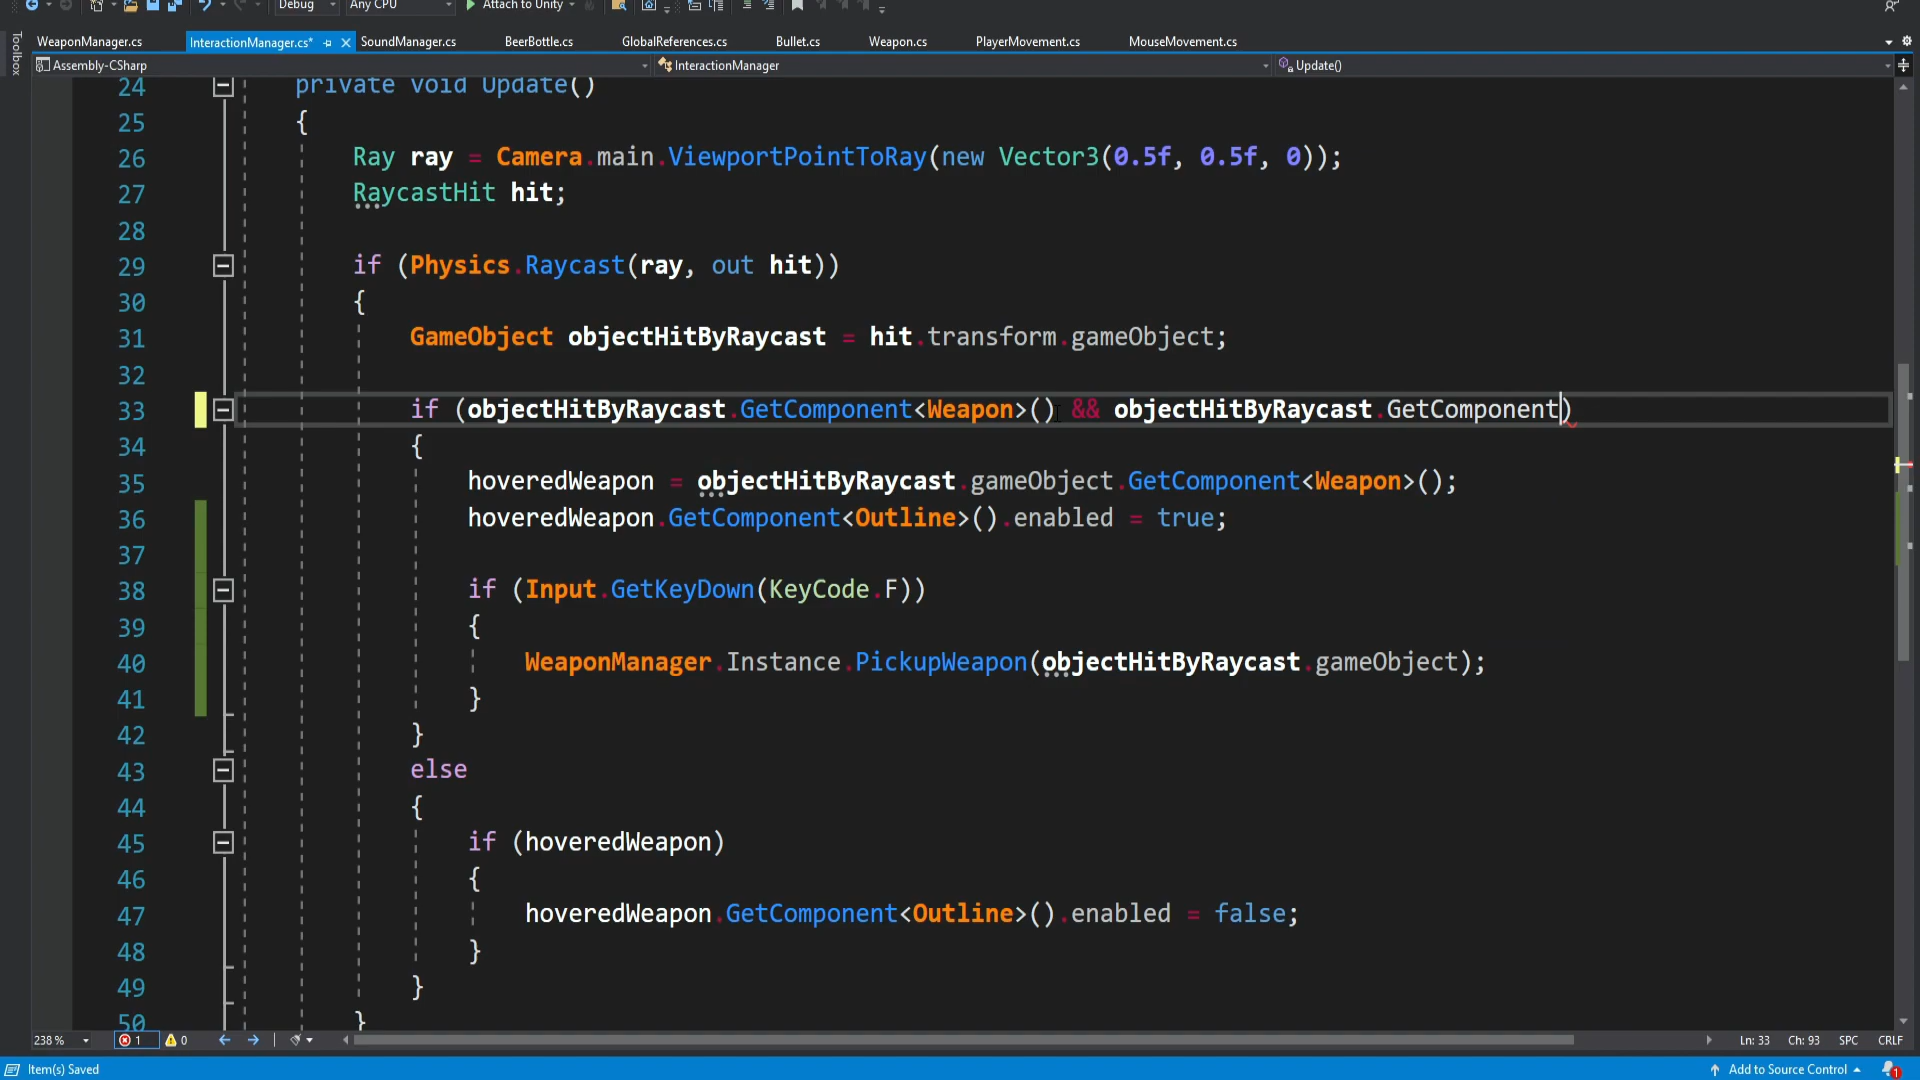 Debug Any CPU Attach to Unity
WeaponManager.cs InteractionManager.cs* SoundManager.cs BeerBottle.cs GlobalReferences.cs Bullet.cs Weapon.cs PlayerMovement.cs MouseMovement.cs
Toolbox
Assembly-CSharp InteractionManager Update()
24 private void Update()
25 {
26 Ray ray = Camera.main.ViewportPointToRay(new Vector3(0.5f, 0.5f, 0));
27 RaycastHit hit;
28
29 if (Physics.Raycast(ray, out hit))
30 {
31 GameObject objectHitByRaycast = hit.transform.gameObject;
32
33 if (objectHitByRaycast.GetComponent<Weapon>() && objectHitByRaycast.GetComponent)
34 {
35 hoveredWeapon = objectHitByRaycast.gameObject.GetComponent<Weapon>();
36 hoveredWeapon.GetComponent<Outline>().enabled = true;
37
38 if (Input.GetKeyDown(KeyCode.F))
39 {
40 WeaponManager.Instance.PickupWeapon(objectHitByRaycast.gameObject);
41 }
42 }
43 else
44 {
45 if (hoveredWeapon)
46 {
47 hoveredWeapon.GetComponent<Outline>().enabled = false;
48 }
49 }
50 }
238 % 1 0 Ln: 33 Ch: 93 SPC CRLF
Item(s) Saved Add to Source Control 1